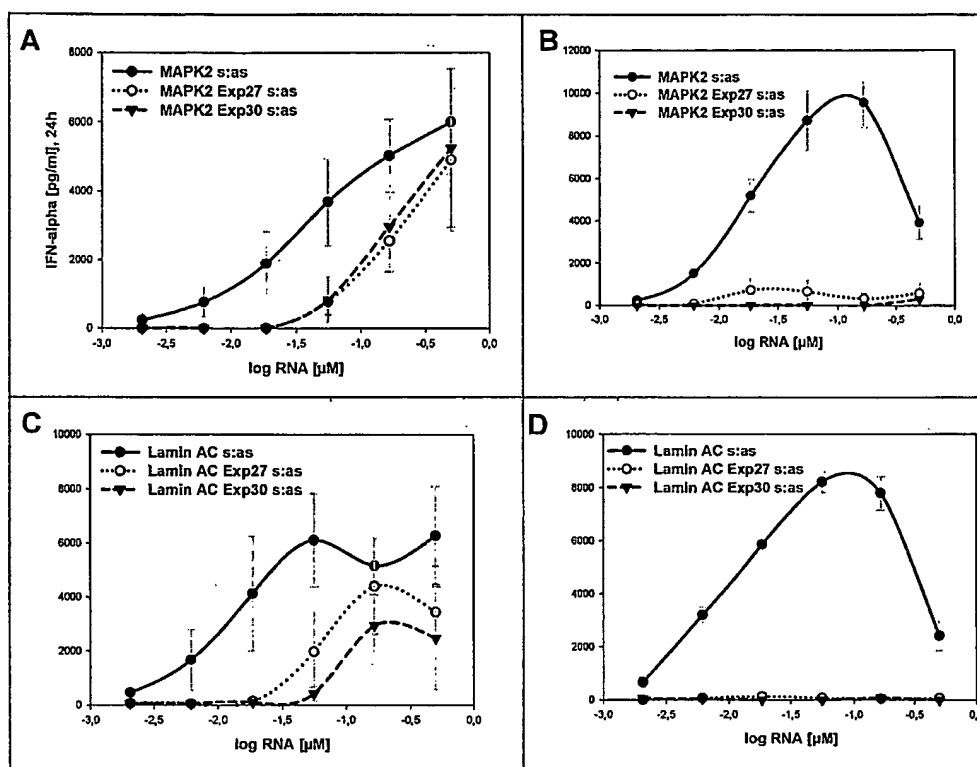 A
8000
6000
4000
2000
0
IFN-alpha [pg/ml], 24h
MAPK2 s:as
MAPK2 Exp27 s:as
MAPK2 Exp30 s:as
-3,0 -2,5 -2,0 -1,5 -1,0 -0,5 0,0
log RNA [µM]
B
12000
10000
8000
6000
4000
2000
0
MAPK2 s:as
MAPK2 Exp27 s:as
MAPK2 Exp30 s:as
-3,0 -2,5 -2,0 -1,5 -1,0 -0,5 0,0
log RNA [µM]
C
10000
8000
6000
4000
2000
0
Lamin AC s:as
Lamin AC Exp27 s:as
Lamin AC Exp30 s:as
-3,0 -2,5 -2,0 -1,5 -1,0 -0,5 0,0
log RNA [µM]
D
10000
8000
6000
4000
2000
0
Lamin AC s:as
Lamin AC Exp27 s:as
Lamin AC Exp30 s:as
-3,0 -2,5 -2,0 -1,5 -1,0 -0,5 0,
log RNA [µM]